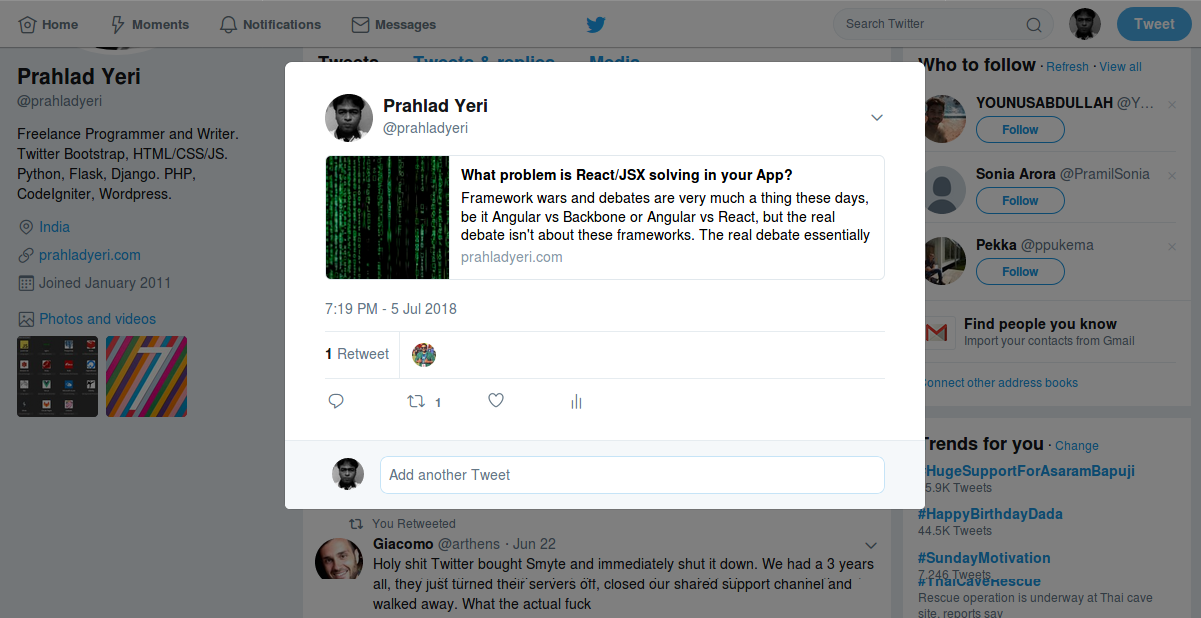 Home
Moments
Notifications
Messages
Search Twitter
Tweet
Prahlad Yeri
@prahladyeri
Freelance Programmer and Writer.
Twitter Bootstrap, HTML/CSS/JS.
Python, Flask, Django. PHP,
CodeIgniter, Wordpress.
India
prahladyeri.com
Joined January 2011
Photos and videos
Tweets
Tweets & replies
Media
Prahlad Yeri
@prahladyeri
What problem is React/JSX solving in your App?
Framework wars and debates are very much a thing these days,
be it Angular vs Backbone or Angular vs React, but the real
debate isn't about these frameworks. The real debate essentially
prahladyeri.com
7:19 PM - 5 Jul 2018
1 Retweet
1
Add another Tweet
You Retweeted
Giacomo @arthens · Jun 22
Holy shit Twitter bought Smyte and immediately shut it down. We had a 3 years
all, they just turned their servers off, closed our shared support channel and
walked away. What the actual fuck
Who to follow · Refresh · View all
YOUNUSABDULLAH @Y...
Follow
Sonia Arora @PramilSonia
Follow
Pekka @ppukema
Follow
Find people you know
Import your contacts from Gmail
Connect other address books
Trends for you · Change
#HugeSupportForAsaramBapuji
5.9K Tweets
#HappyBirthdayDada
44.5K Tweets
#SundayMotivation
7,246 Tweets
#ThaiCaveRescue
Rescue operation is underway at Thai cave
site, reports say